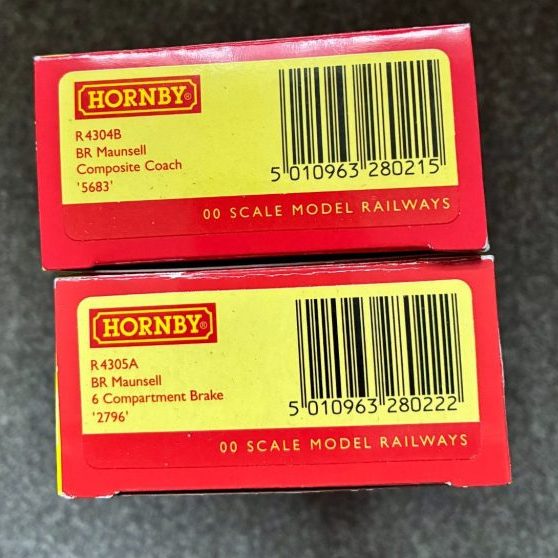 HORNBY®
R4304B
BR Maunsell
Composite Coach
'5683'
5 010963 280215
00 SCALE MODEL RAILWAYS
HORNBY®
R4305A
BR Maunsell
6 Compartment Brake
'2796'
5 010963 280222
00 SCALE MODEL RAILWAYS